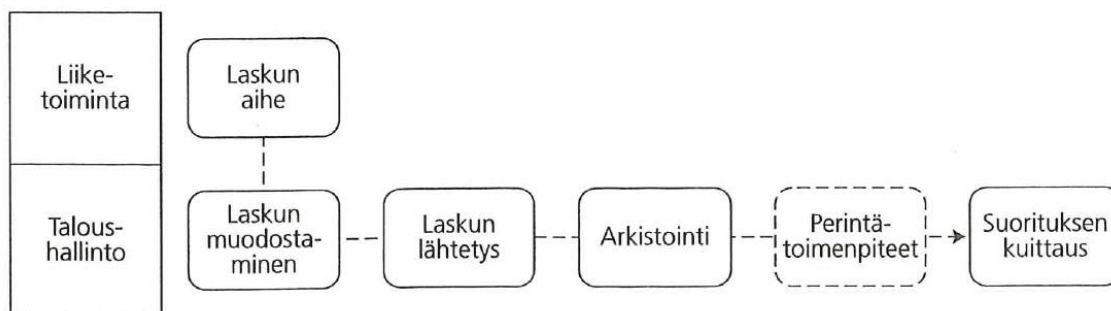 Liike-
toiminta
Laskun
aihe
Talous-
hallinto
Laskun
muodosta-
minen
Laskun
lähtetys
Arkistointi
Perintä-
toimenpiteet
Suorituksen
kuittaus